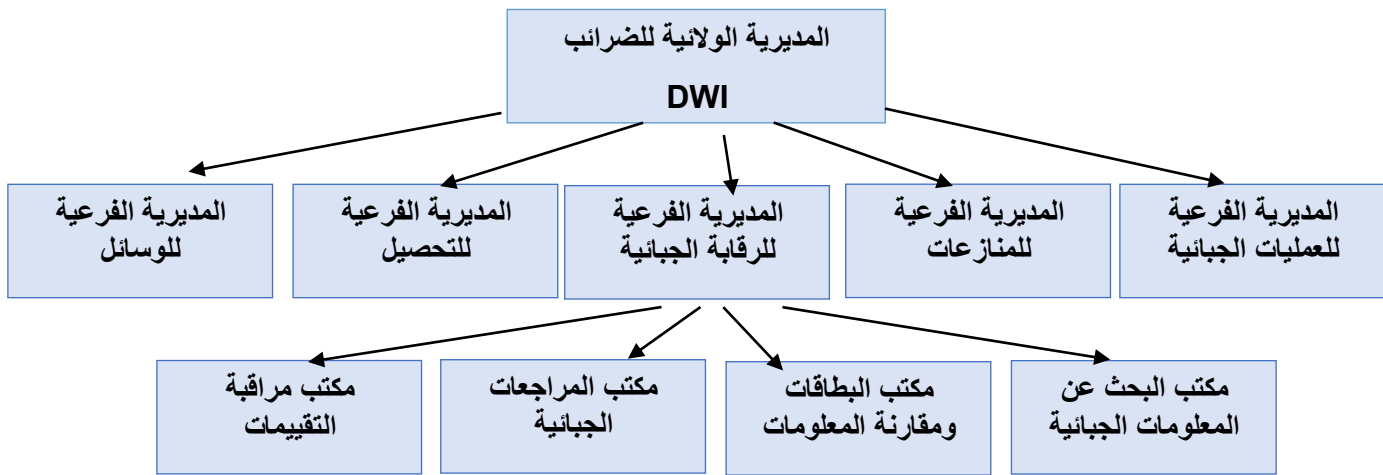 المديرية الولائية للضرائب
DWI
المديرية الفرعية
للعمليات الجبائية
المديرية الفرعية
للمنازعات
المديرية الفرعية
للرقابة الجبائية
المديرية الفرعية
للتحصيل
المديرية الفرعية
للوسائل
مكتب البحث عن
المعلومات الجبائية
مكتب البطاقات
ومقارنة المعلومات
مكتب المراجعات
الجبائية
مكتب مراقبة
التقييمات